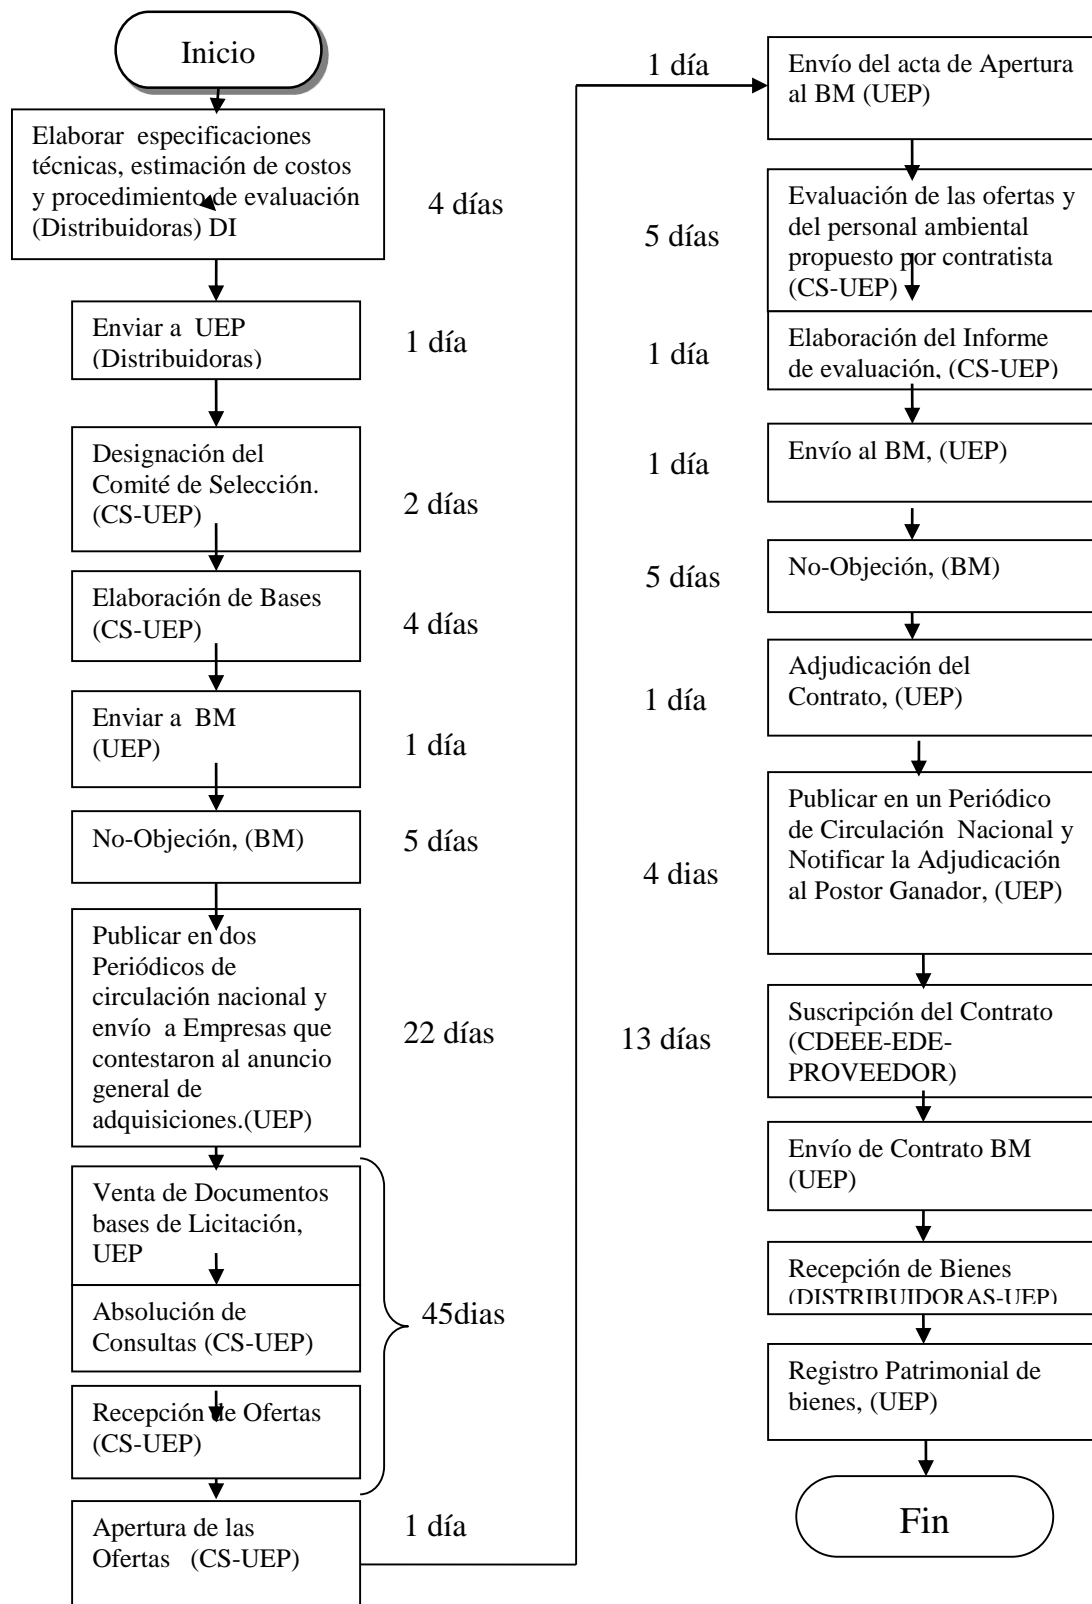 Inicio
Elaborar especificaciones
técnicas, estimación de costos
y procedimiento de evaluación
(Distribuidoras) DI
4 días
Enviar a UEP
(Distribuidoras)
1 día
Designación del
Comité de Selección.
(CS-UEP)
2 días
Elaboración de Bases
(CS-UEP)
4 días
Enviar a BM
(UEP)
1 día
No-Objeción, (BM)
5 días
Publicar en dos
Periódicos de
circulación nacional y
envío a Empresas que
contestaron al anuncio
general de
adquisiciones.(UEP)
22 días
Venta de Documentos
bases de Licitación,
UEP
Absolución de
Consultas (CS-UEP)
45dias
Recepción de Ofertas
(CS-UEP)
Apertura de las
Ofertas (CS-UEP)
1 día
1 día
Envío del acta de Apertura
al BM (UEP)
5 días
Evaluación de las ofertas y
del personal ambiental
propuesto por contratista
(CS-UEP)
1 día
Elaboración del Informe
de evaluación, (CS-UEP)
1 día
Envío al BM, (UEP)
5 días
No-Objeción, (BM)
1 día
Adjudicación del
Contrato, (UEP)
4 dias
Publicar en un Periódico
de Circulación Nacional y
Notificar la Adjudicación
al Postor Ganador, (UEP)
13 días
Suscripción del Contrato
(CDEEE-EDE-
PROVEEDOR)
Envío de Contrato BM
(UEP)
Recepción de Bienes
(DISTRIBUIDORAS-UEP)
Registro Patrimonial de
bienes, (UEP)
Fin